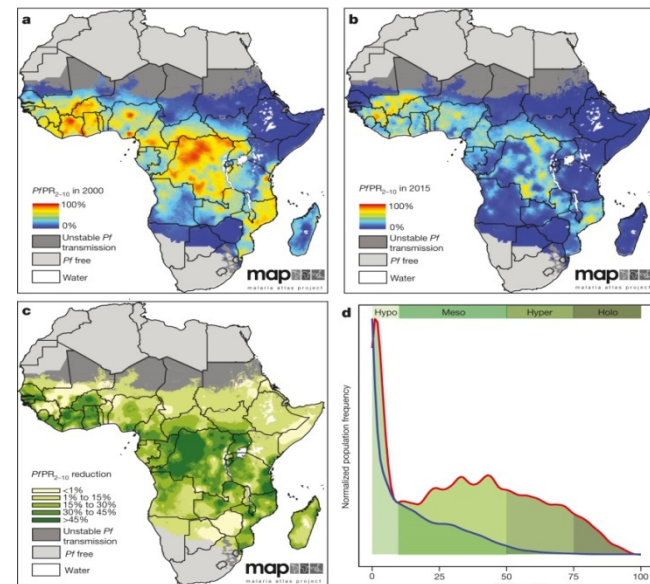 a
PfPR2–10 in 2000
100%
0%
Unstable Pf
transmission
Pf free
Water
map
malaria atlas project
b
PfPR2–10 in 2015
100%
0%
Unstable Pf
transmission
Pf free
Water
map
malaria atlas project
c
PfPR2–10 reduction
<1%
1% to 15%
15% to 30%
30% to 45%
>45%
Unstable Pf
transmission
Pf free
Water
map
malaria atlas project
d
Hypo Meso Hyper Holo
Normalized population frequency
0 25 50 75 100